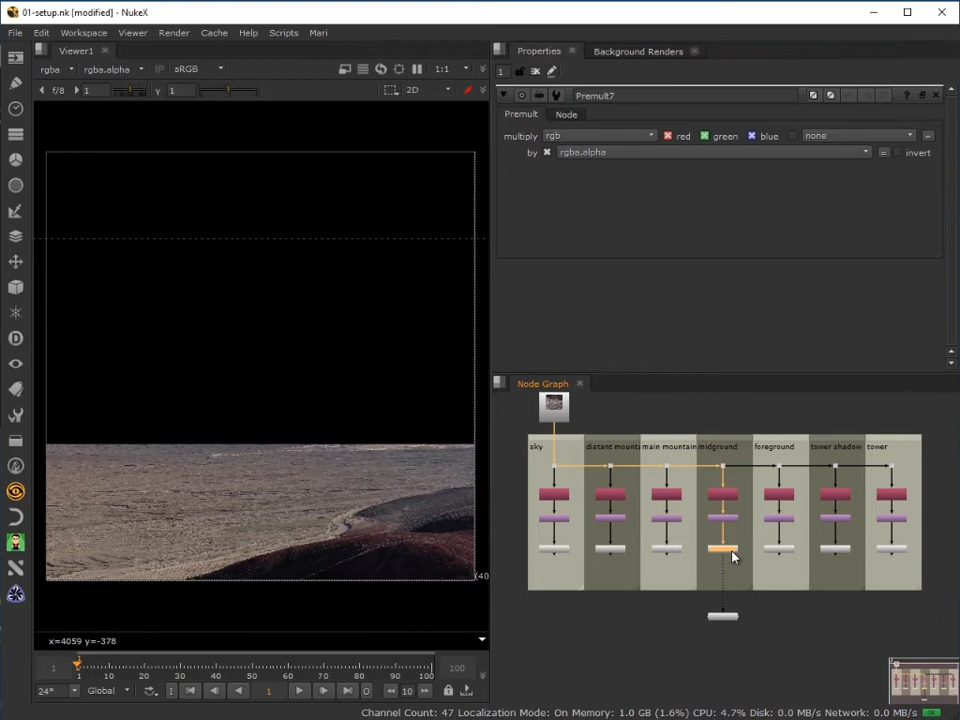 01-setup.nk [modified] - NukeX
File Edit Workspace Viewer Render Cache Help Scripts Mari
Viewer1
rgba rgba.alpha IP sRGB 1:1
f/8 1 y 1 2D
x=4059 y=-378
1 1 10 20 30 40 50 60 70 80 90 100 100
24* Global I 1 O 10
Properties Background Renders
1
Premult7
Premult Node
multiply rgb red green blue none
by rgba.alpha = invert
Node Graph
sky distant mounta main mountain midground foreground tower shadow tower
Channel Count: 47 Localization Mode: On Memory: 1.0 GB (1.6%) CPU: 4.7% Disk: 0.0 MB/s Network: 0.0 MB/s